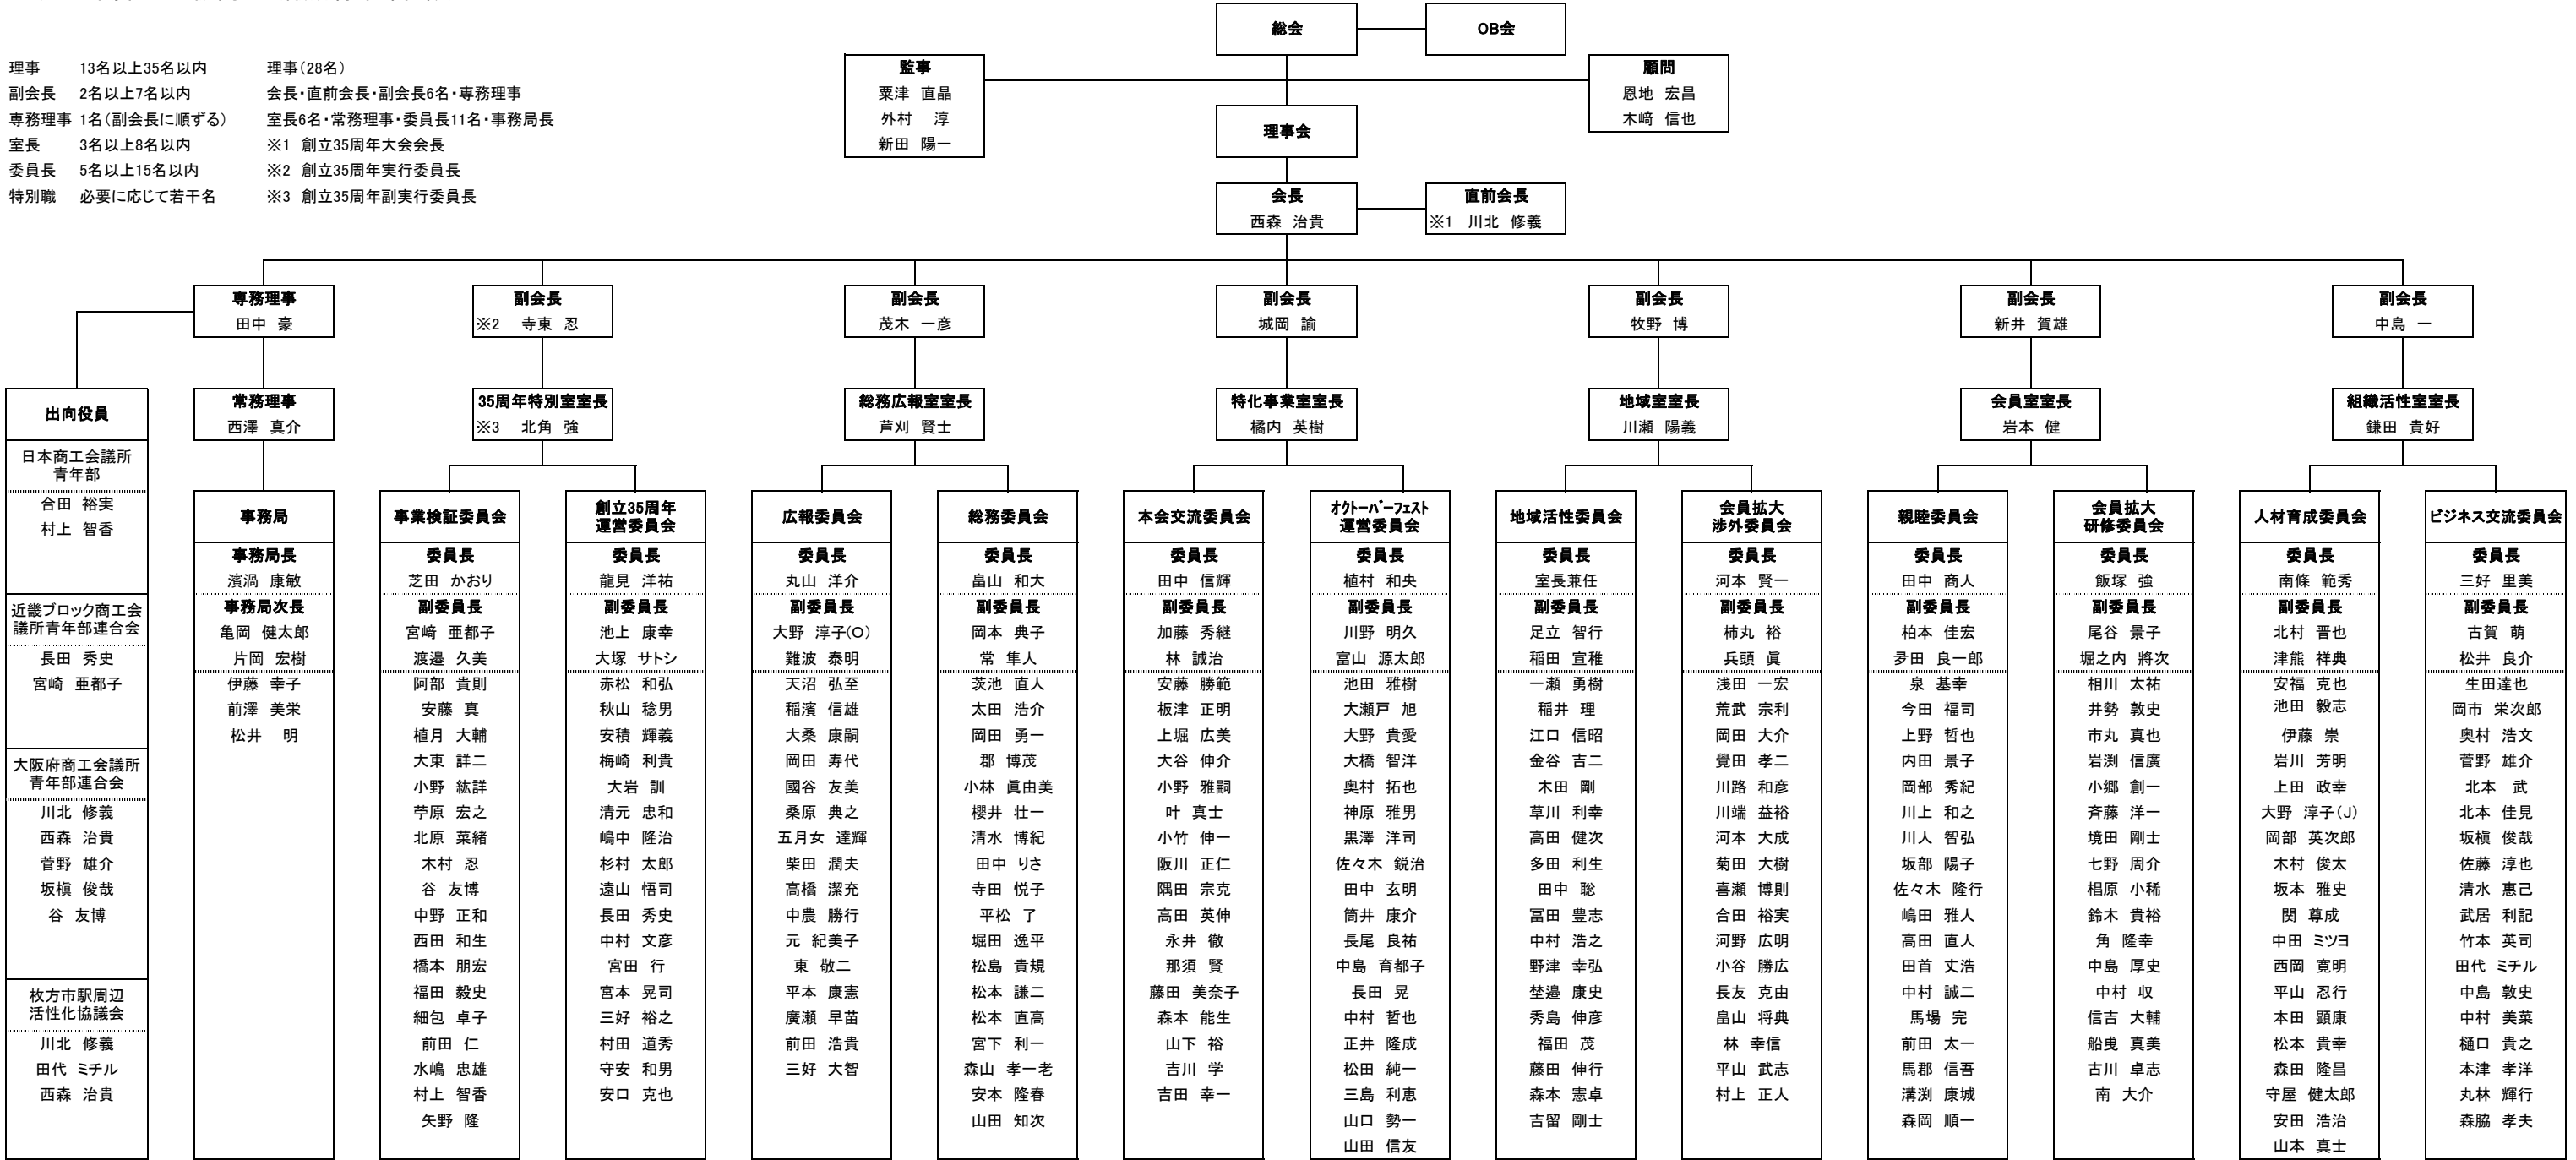 総会
OB会
理事 13名以上35名以内 理事(28名)
副会長 2名以上7名以内 会長・直前会長・副会長6名・専務理事
専務理事 1名(副会長に順ずる) 室長6名・常務理事・委員長11名・事務局長
室長 3名以上8名以内 ※1 創立35周年大会会長
委員長 5名以上15名以内 ※2 創立35周年実行委員長
特別職 必要に応じて若干名 ※3 創立35周年副実行委員長
監事
粟津 直晶
外村 淳
新田 陽一
顧問
恩地 宏昌
木﨑 信也
理事会
会長
西森 治貴
直前会長
※1 川北 修義
専務理事
田中 豪
副会長
※2 寺東 忍
副会長
茂木 一彦
副会長
城岡 諭
副会長
牧野 博
副会長
新井 賀雄
副会長
中島 一
常務理事
西澤 真介
35周年特別室室長
※3 北角 強
総務広報室室長
芦刈 賢士
特化事業室室長
橘内 英樹
地域室室長
川瀬 陽義
会員室室長
岩本 健
組織活性室室長
鎌田 貴好
出向役員
日本商工会議所
青年部
合田 裕実
村上 智香
近畿ブロック商工会
議所青年部連合会
長田 秀史
宮崎 亜都子
大阪府商工会議所
青年部連合会
川北 修義
西森 治貴
菅野 雄介
坂槇 俊哉
谷 友博
枚方市駅周辺
活性化協議会
川北 修義
田代 ミチル
西森 治貴
事務局
事務局長
濱渦 康敏
事務局次長
亀岡 健太郎
片岡 宏樹
伊藤 幸子
前澤 美栄
松井 明
事業検証委員会
委員長
芝田 かおり
副委員長
宮﨑 亜都子
渡邉 久美
阿部 貴則
安藤 真
植月 大輔
大東 詳二
小野 紘詳
苧原 宏之
北原 菜緒
木村 忍
谷 友博
中野 正和
西田 和生
橋本 朋宏
福田 毅史
細包 卓子
前田 仁
水嶋 忠雄
村上 智香
矢野 隆
創立35周年
運営委員会
委員長
龍見 洋祐
副委員長
池上 康幸
大塚 サトシ
赤松 和弘
秋山 稔男
安積 輝義
梅崎 利貴
大岩 訓
清元 忠和
嶋中 隆治
杉村 太郎
遠山 悟司
長田 秀史
中村 文彦
宮田 行
宮本 晃司
三好 裕之
村田 道秀
守安 和男
安口 克也
広報委員会
委員長
丸山 洋介
副委員長
大野 淳子(O)
難波 泰明
天沼 弘至
稲濱 信雄
大桑 康嗣
岡田 寿代
國谷 友美
桑原 典之
五月女 達輝
柴田 潤夫
高橋 潔充
中農 勝行
元 紀美子
東 敬二
平本 康憲
廣瀬 早苗
前田 浩貴
三好 大智
総務委員会
委員長
畠山 和大
副委員長
岡本 典子
常 隼人
茨池 直人
太田 浩介
岡田 勇一
郡 博茂
小林 眞由美
櫻井 壮一
清水 博紀
田中 りさ
寺田 悦子
平松 了
堀田 逸平
松島 貴規
松本 謙二
松本 直高
宮下 利一
森山 孝一老
安本 隆春
山田 知次
本会交流委員会
委員長
田中 信輝
副委員長
加藤 秀継
林 誠治
安藤 勝範
板津 正明
上堀 広美
大谷 伸介
小野 雅嗣
叶 真士
小竹 伸一
阪川 正仁
隅田 宗克
高田 英伸
永井 徹
那須 賢
藤田 美奈子
森本 能生
山下 裕
吉川 学
吉田 幸一
オクトーバーフェスト
運営委員会
委員長
植村 和央
副委員長
川野 明久
富山 源太郎
池田 雅樹
大瀬戸 旭
大野 貴愛
大橋 智洋
奥村 拓也
神原 雅男
黒澤 洋司
佐々木 鋭治
田中 玄明
筒井 康介
長尾 良祐
中島 育都子
長田 晃
中村 哲也
正井 隆成
松田 純一
三島 利恵
山口 勢一
山田 信友
地域活性委員会
委員長
室長兼任
副委員長
足立 智行
稲田 宣稚
一瀬 勇樹
稲井 理
江口 信昭
金谷 吉二
木田 剛
草川 利幸
高田 健次
多田 利生
田中 聡
冨田 豊志
中村 浩之
野津 幸弘
埜邉 康史
秀島 伸彦
福田 茂
藤田 伸行
森本 憲卓
吉留 剛士
会員拡大
渉外委員会
委員長
河本 賢一
副委員長
柿丸 裕
兵頭 眞
浅田 一宏
荒武 宗利
岡田 大介
覺田 孝二
川路 和彦
川端 益裕
河本 大成
菊田 大樹
喜瀬 博則
合田 裕実
河野 広明
小谷 勝広
長友 克由
畠山 将典
林 幸信
平山 武志
村上 正人
親睦委員会
委員長
田中 商人
副委員長
柏本 佳宏
夛田 良一郎
泉 基幸
今田 福司
上野 哲也
内田 景子
岡部 秀紀
川上 和之
川人 智弘
坂部 陽子
佐々木 隆行
嶋田 雅人
高田 直人
田首 丈浩
中村 誠二
馬場 完
前田 太一
馬郡 信吾
溝渕 康城
森岡 順一
会員拡大
研修委員会
委員長
飯塚 強
副委員長
尾谷 景子
堀之内 將次
相川 太祐
井勢 敦史
市丸 真也
岩渕 信廣
小郷 創一
斉藤 洋一
境田 剛士
七野 周介
椙原 小稀
鈴木 貴裕
角 隆幸
中島 厚史
中村 収
信吉 大輔
船曵 真美
古川 卓志
南 大介
人材育成委員会
委員長
南條 範秀
副委員長
北村 晋也
津熊 祥典
安福 克也
池田 毅志
伊藤 崇
岩川 芳明
上田 政幸
大野 淳子(J)
岡部 英次郎
木村 俊太
坂本 雅史
関 尊成
中田 ミツヨ
西岡 寛明
平山 忍行
本田 顕康
松本 貴幸
森田 隆昌
守屋 健太郎
安田 浩治
山本 真士
ビジネス交流委員会
委員長
三好 里美
副委員長
古賀 萌
松井 良介
生田達也
岡市 栄次郎
奥村 浩文
菅野 雄介
北本 武
北本 佳見
坂槇 俊哉
佐藤 淳也
清水 惠己
武居 利記
竹本 英司
田代 ミチル
中島 敦史
中村 美菜
樋口 貴之
本津 孝洋
丸林 輝行
森脇 孝夫